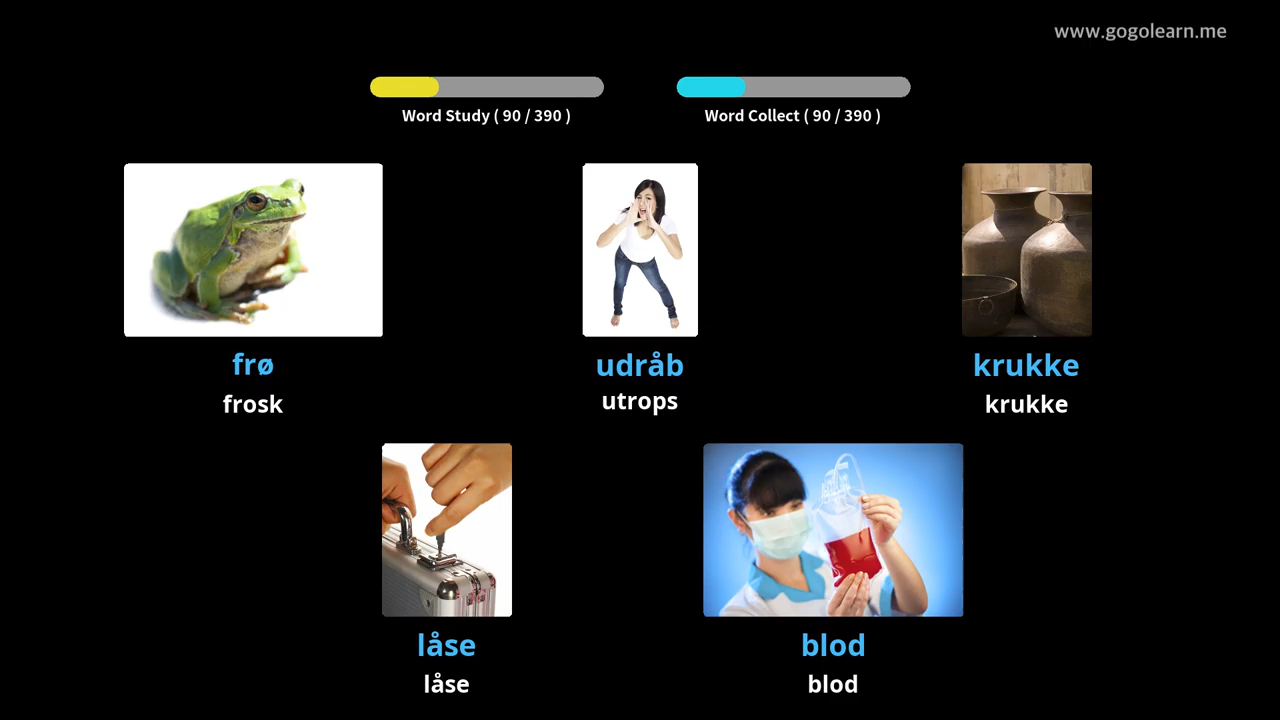 www.gogolearn.me
Word Study ( 90 / 390 )
Word Collect ( 90 / 390 )
frø
frosk
udråb
utrops
krukke
krukke
låse
låse
blod
blod